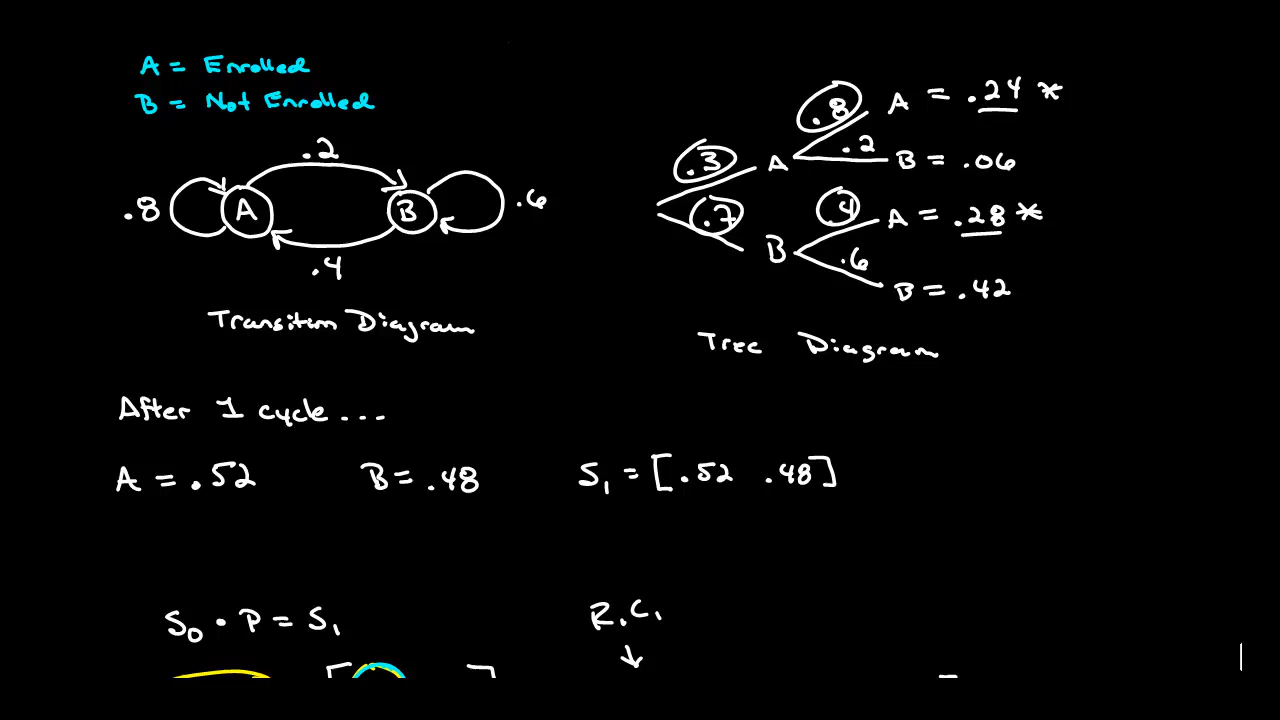 A = Enrolled
B = Not Enrolled
.2
.8 A B .6
.4
Transition Diagram
.3 A .8 A = .24 *
.2 B = .06
.7 B .4 A = .28 *
.6 B = .42
Tree Diagram
After 1 cycle...
A = .52 B = .48 S1 = [.52 .48]
S0 · P = S1 R1C1
↓